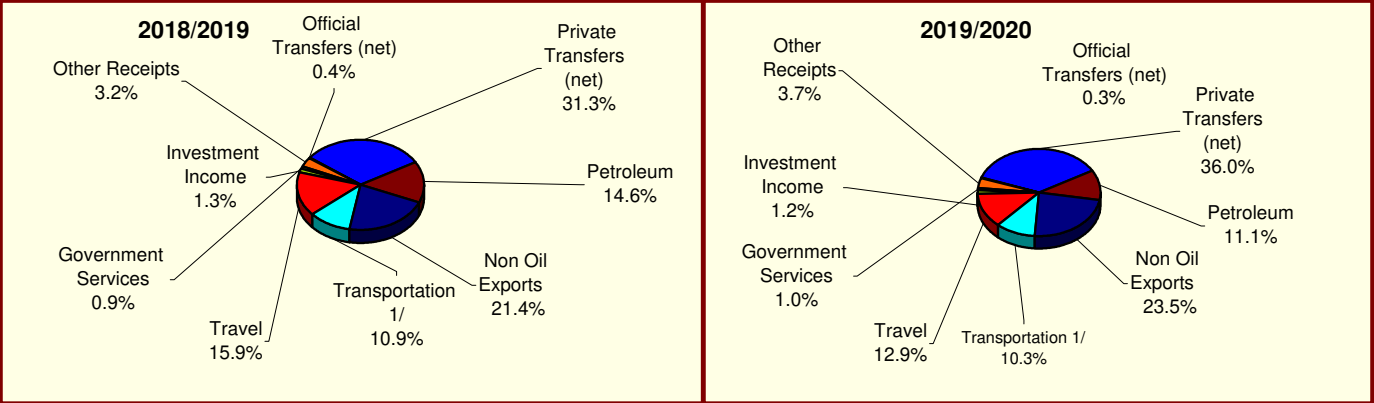 2018/2019
Official
Transfers (net)
0.4%
Private
Transfers
(net)
31.3%
Other Receipts
3.2%
Investment
Income
1.3%
Petroleum
14.6%
Government
Services
0.9%
Non Oil
Exports
21.4%
Transportation
1/
10.9%
Travel
15.9%
2019/2020
Other
Receipts
3.7%
Official
Transfers (net)
0.3%
Private
Transfers
(net)
36.0%
Investment
Income
1.2%
Petroleum
11.1%
Government
Services
1.0%
Non Oil
Exports
23.5%
Travel
12.9%
Transportation 1/
10.3%